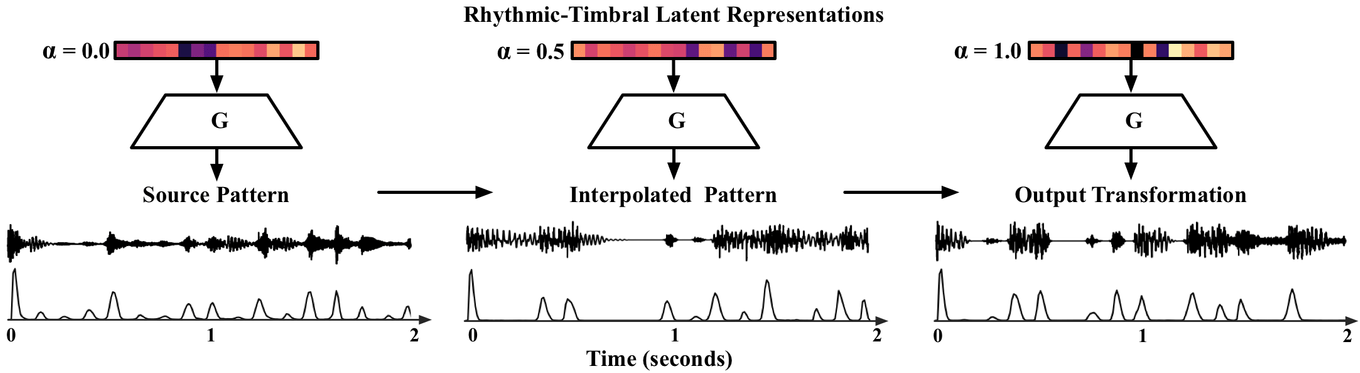 Rhythmic-Timbral Latent Representations
α = 0.0 α = 0.5 α = 1.0
G G G
Source Pattern Interpolated Pattern Output Transformation
0 1 2 0 1 2 0 1 2
Time (seconds)